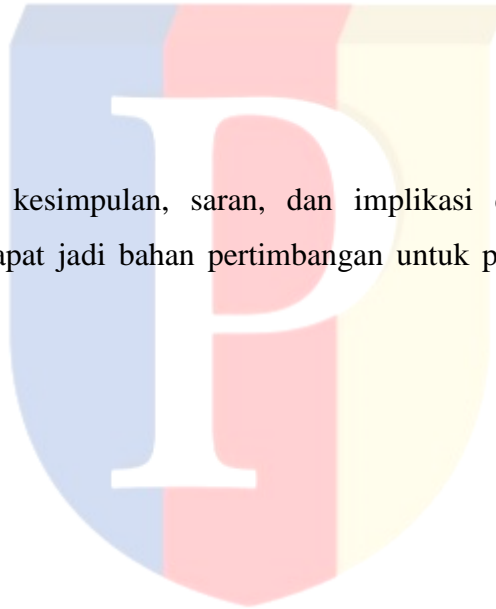 kesimpulan, saran, dan implikasi
apat jadi bahan pertimbangan untuk p
P